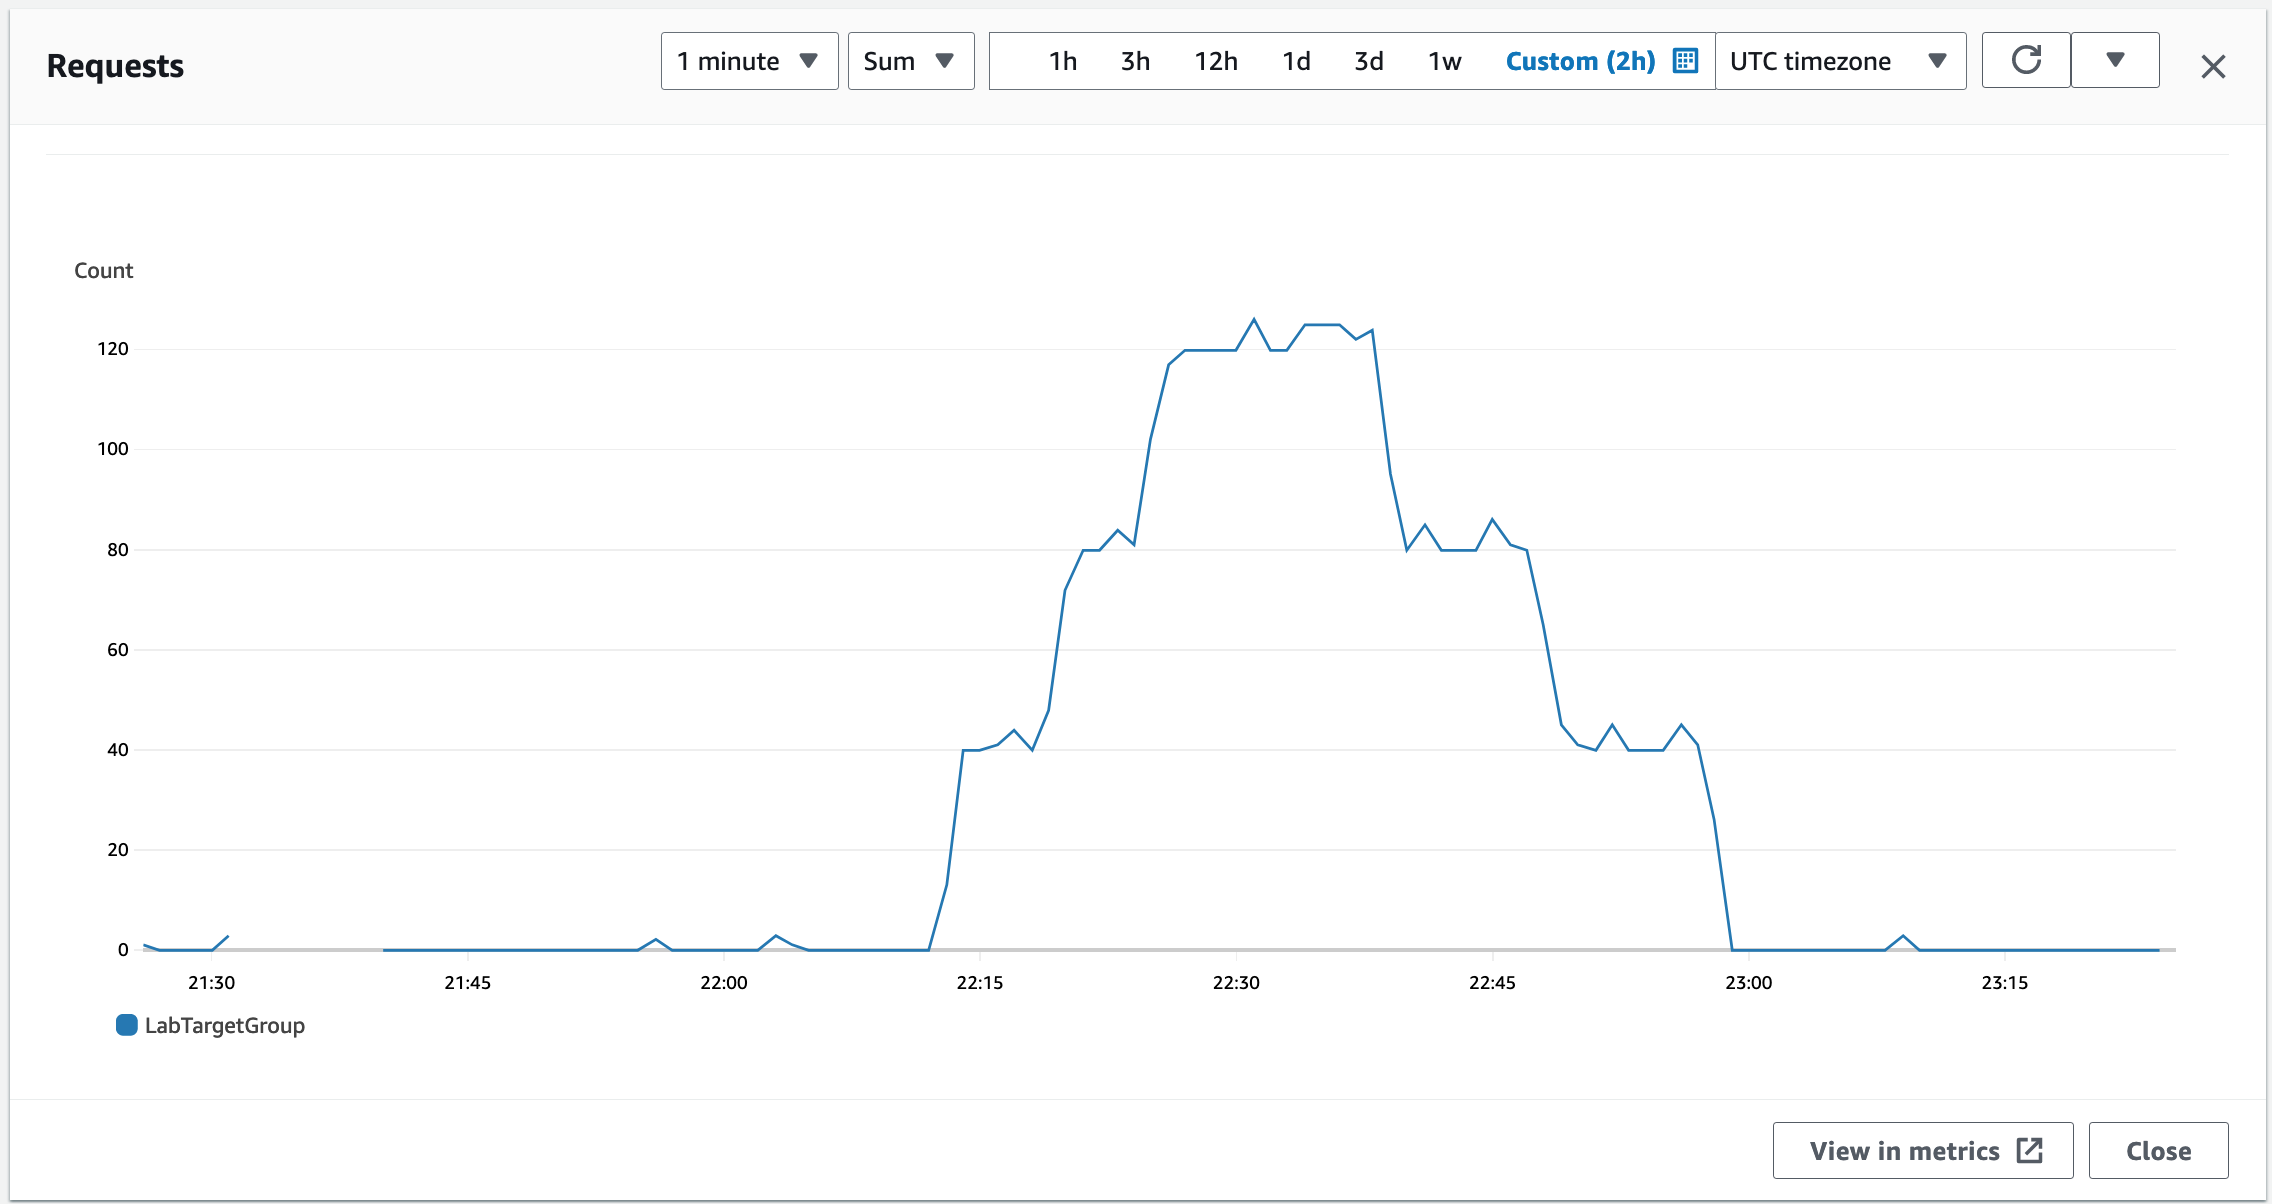 Requests
1 minute
Sum
1h 3h 12h 1d 3d 1w Custom (2h)
UTC timezone
Count
120
100
80
60
40
20
0
21:30 21:45 22:00 22:15 22:30 22:45 23:00 23:15
LabTargetGroup
View in metrics
Close